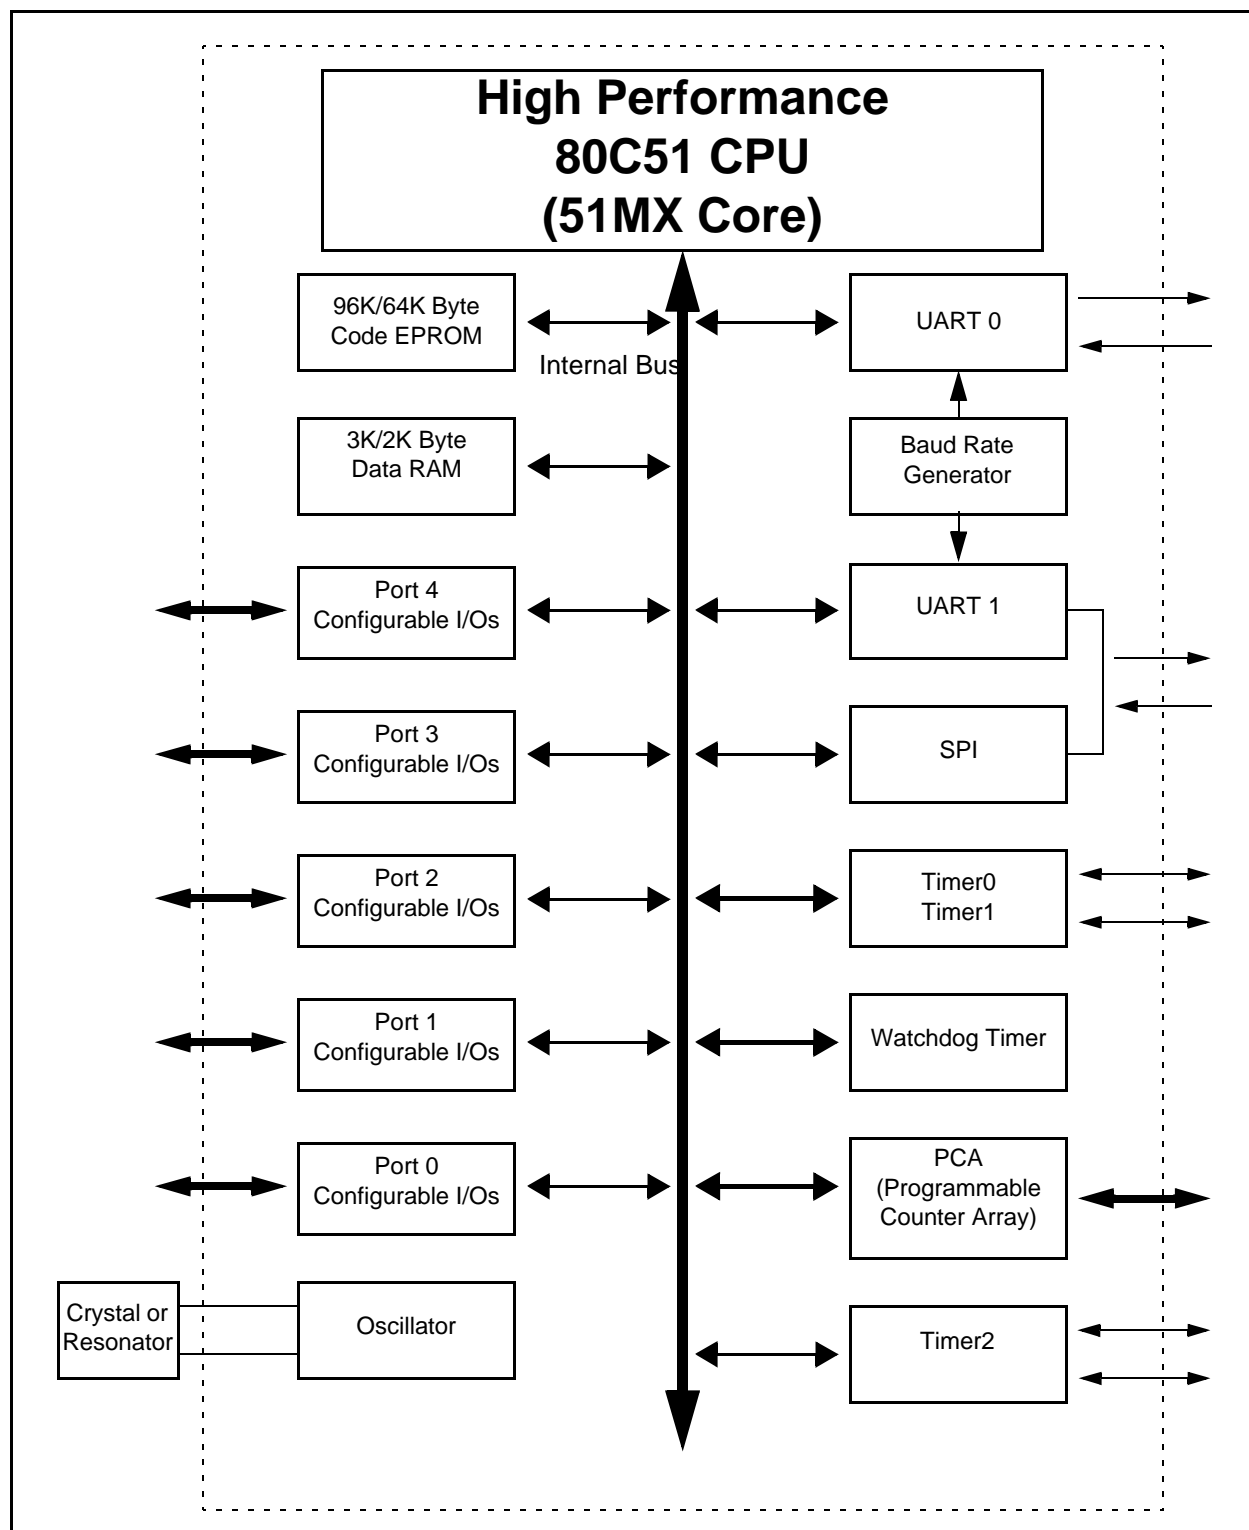 High Performance
80C51 CPU
(51MX Core)
96K/64K Byte
Code EPROM
UART 0
Internal Bus
3K/2K Byte
Data RAM
Baud Rate
Generator
Port 4
Configurable I/Os
UART 1
Port 3
Configurable I/Os
SPI
Port 2
Configurable I/Os
Timer0
Timer1
Port 1
Configurable I/Os
Watchdog Timer
Port 0
Configurable I/Os
PCA
(Programmable
Counter Array)
Crystal or
Resonator
Oscillator
Timer2